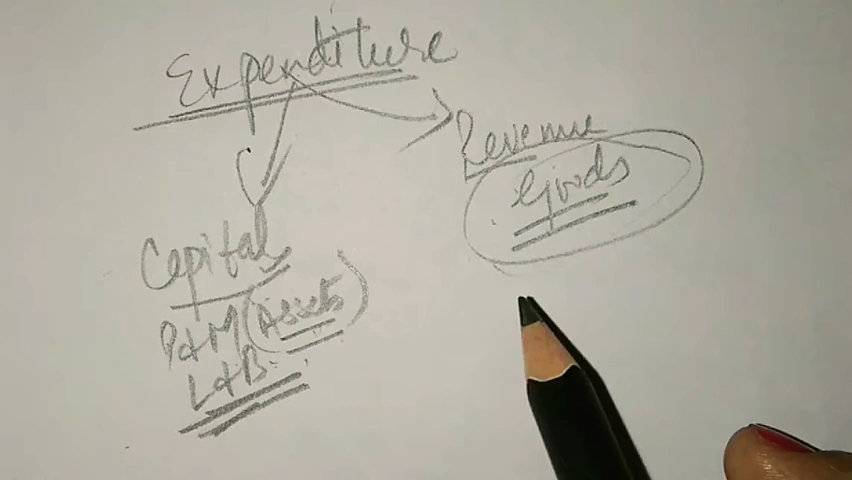 Expenditure
Revenue
Goods
Capital
P&M (Assets)
L&B